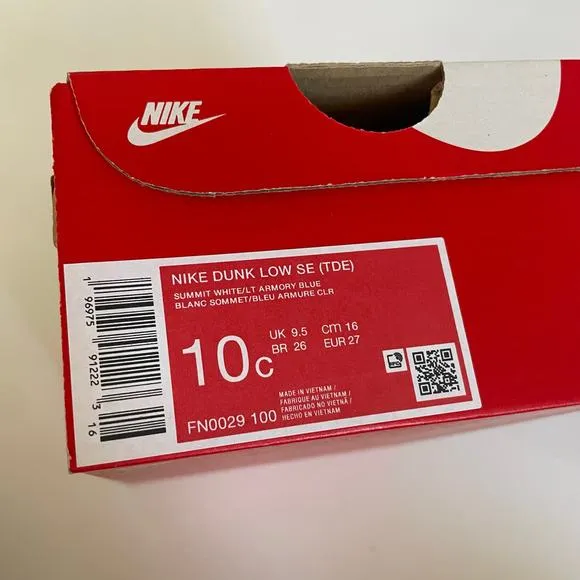 NIKE
NIKE DUNK LOW SE (TDE)
SUMMIT WHITE/LT ARMORY BLUE
BLANC SOMMET/BLEU ARMURE CLR
10C
UK 9.5 cm 16
BR 26 EUR 27
MADE IN VIETNAM /
FABRIQUE AU VIETNAM /
FABRICADO NO VIETNÃ /
HECHO EN VIETNAM
FN0029 100
1 96975 91222 3 16